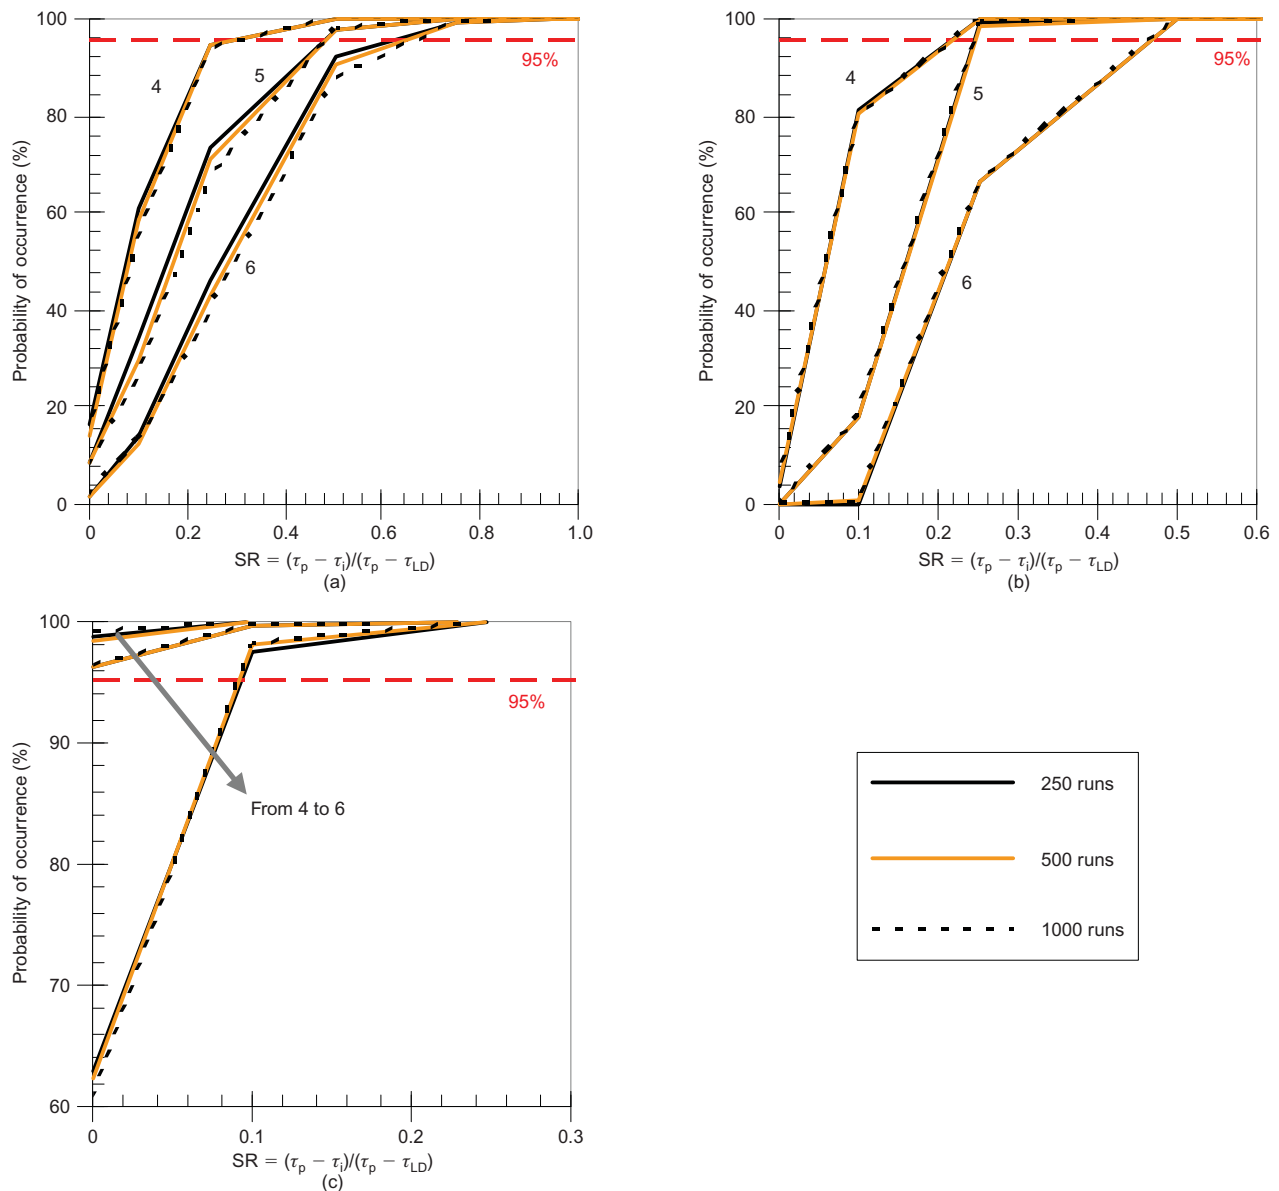 100
80
60
40
20
0
Probability of occurrence (%)
95%
4
5
6
0 0.2 0.4 0.6 0.8 1.0
SR = (τp − τi)/(τp − τLD)
(a)
100
80
60
40
20
0
Probability of occurrence (%)
95%
4
5
6
0 0.1 0.2 0.3 0.4 0.5 0.6
SR = (τp − τi)/(τp − τLD)
(b)
100
90
80
70
60
Probability of occurrence (%)
95%
From 4 to 6
0 0.1 0.2 0.3
SR = (τp − τi)/(τp − τLD)
(c)
250 runs
500 runs
1000 runs